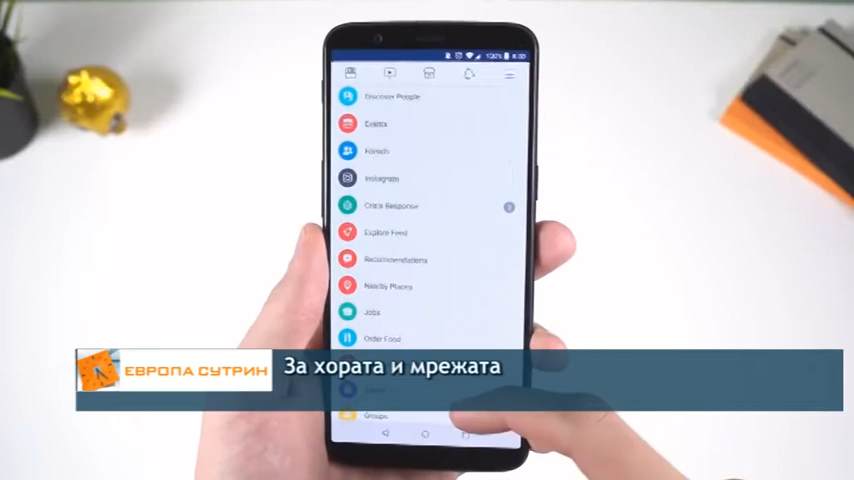 100%
Discover People
Events
Friends
Instagram
Crisis Response
Explore Feed
Recommendations
Nearby Places
Jobs
Order Food
Groups
ЕВРОПА СУТРИН
За хората и мрежата